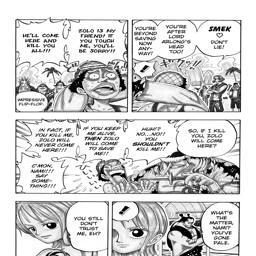 SMEK
♡
DON'T
LIE!
YOU'RE
AFTER
LORD
ARLONG'S
HEAD
TOO!
YOU'RE
BEYOND
SAVING
NOW
ANY-
WAY!
ZOLO IS
MY
FRIEND! IF
YOU TOUCH
ME, YOU'LL
BE SORRY!!
HE'LL COME
HERE AND KILL
YOU ALL!!!
IMPRESSIVE
FLIP-FLOP
SO, IF I KILL
YOU, ZOLO
WILL COME
HERE?
HUH?!
NO...NO!!
YOU
SHOULDN'T
KILL ME!!
IF YOU KEEP
ME ALIVE,
THEN ZOLO
WILL COME
TO SAVE
ME!!
IN FACT, IF
YOU KILL ME,
ZOLO WILL
NEVER COME
HERE!!!
C'MON,
NAMI!!!
SAY
SOME-
THING!!!
WHAT'S
THE
MATTER,
NAMI?
YOU'VE
GONE
PALE.
YOU STILL
DON'T
TRUST
ME, EH?